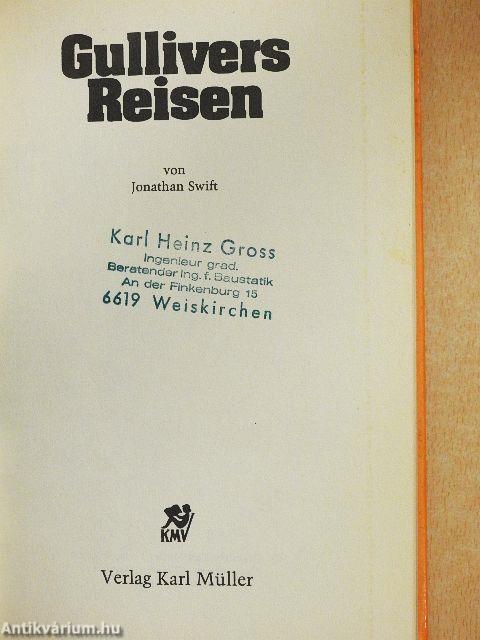 Gullivers
Reisen
von
Jonathan Swift
Karl Heinz Gross
Ingenieur grad.
Beratender Ing. f. Baustatik
An der Finkenburg 15
6619 Weiskirchen
KMV
Verlag Karl Müller
Antikvárium.hu